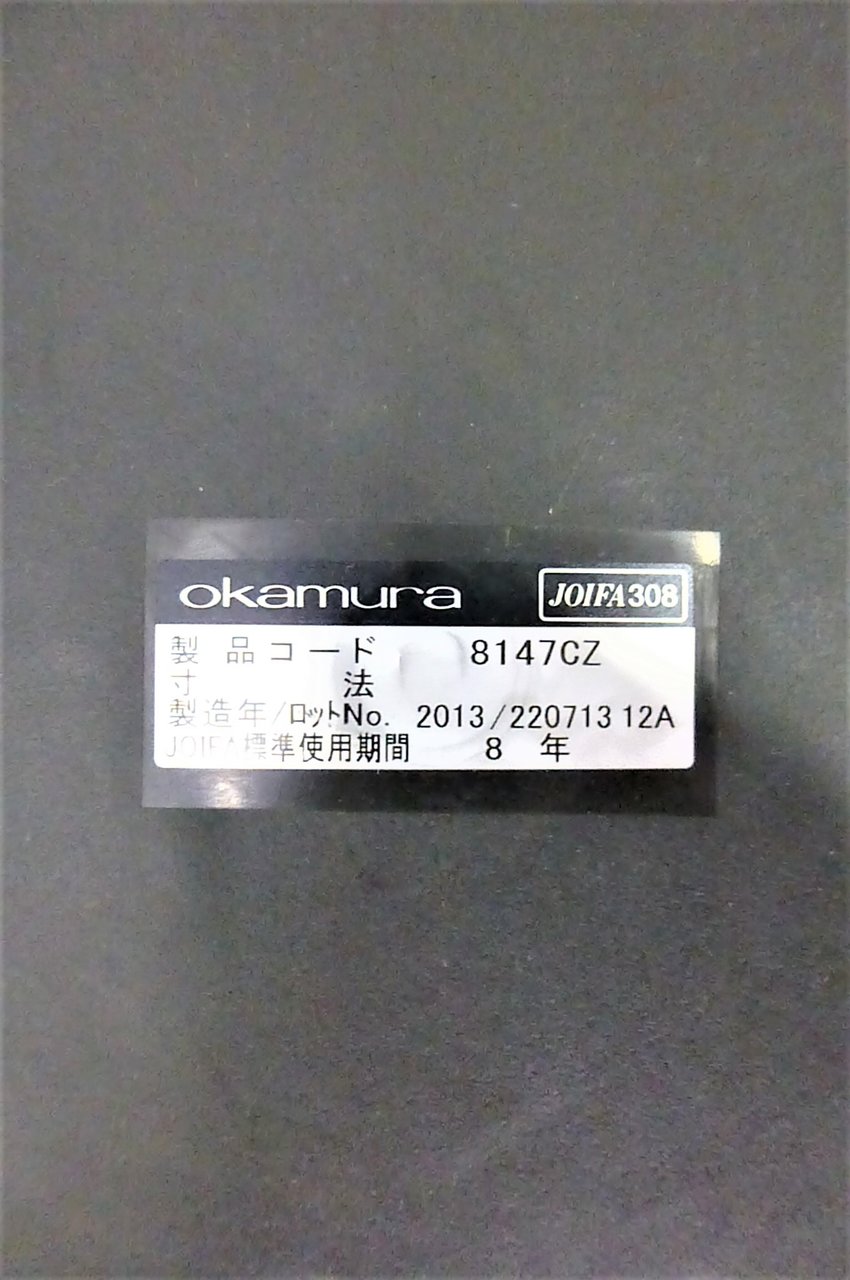 okamura JOIFA308
製品コード 8147CZ
寸法
製造年/ロットNo. 2013/220713 12A
JOIFA標準使用期間 8 年